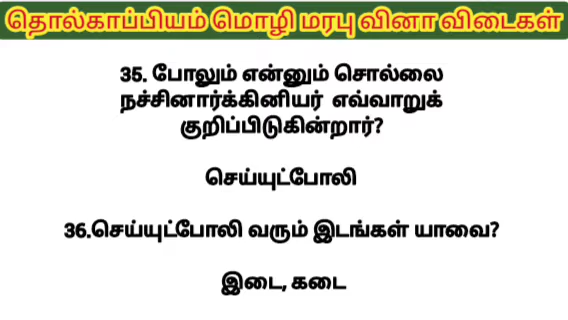 தொல்காப்பியம் மொழி மரபு வினா விடைகள்
35. போலும் என்னும் சொல்லை
நச்சினார்க்கினியர் எவ்வாறுக்
குறிப்பிடுகின்றார்?
செய்யுட்போலி
36.செய்யுட்போலி வரும் இடங்கள் யாவை?
இடை, கடை